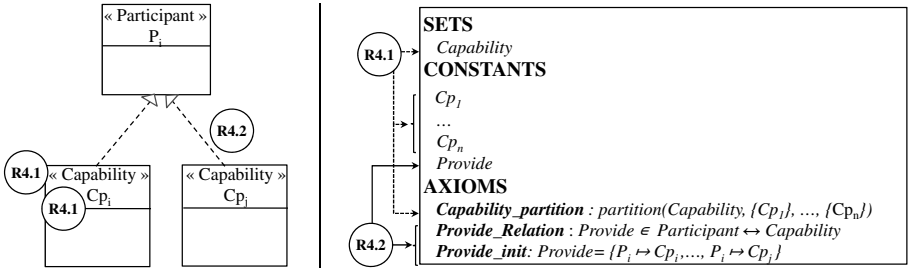 « Participant »
P_i
R4.2
R4.1
« Capability »
Cp_i
R4.1
« Capability »
Cp_j
R4.1
SETS
Capability
CONSTANTS
Cp_1
...
Cp_n
Provide
AXIOMS
Capability_partition : partition(Capability, {Cp_1}, ..., {Cp_n})
R4.2
Provide_Relation : Provide ∈ Participant ↔ Capability
Provide_init: Provide= {P_i ↦ Cp_i,..., P_i ↦ Cp_j }